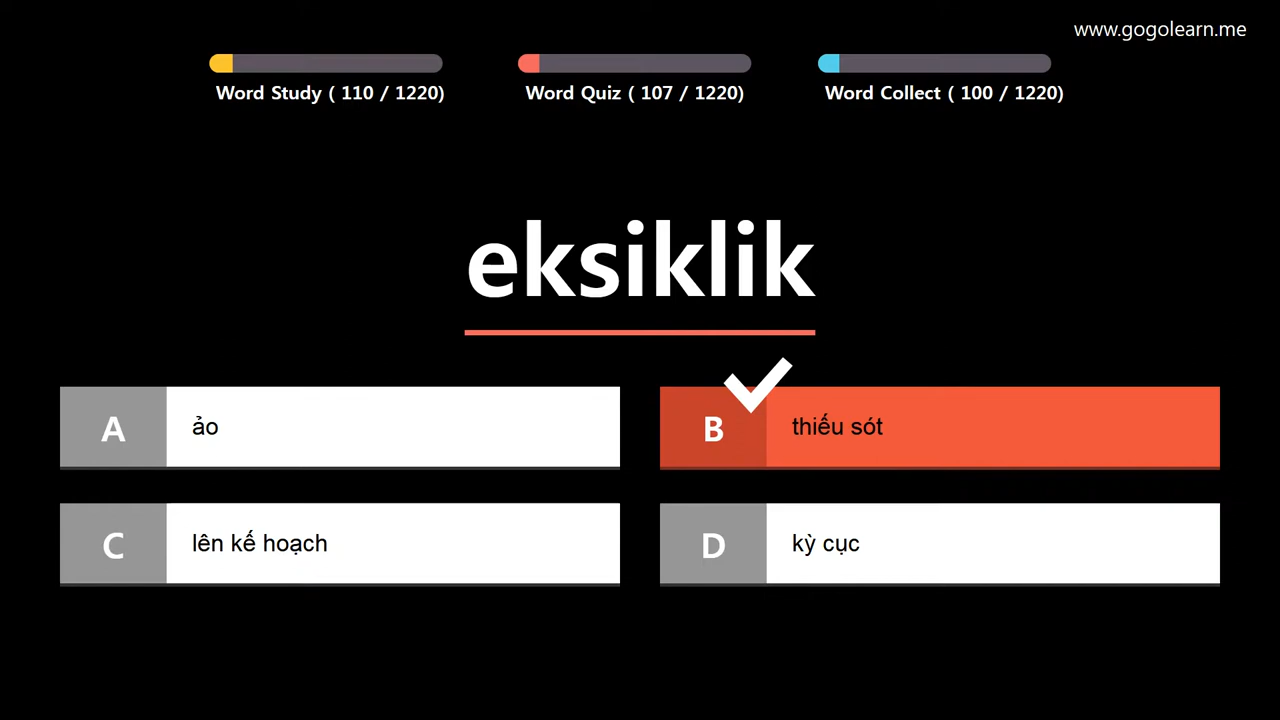 www.gogolearn.me
Word Study ( 110 / 1220)
Word Quiz ( 107 / 1220)
Word Collect ( 100 / 1220)
eksiklik
A
ảo
B
thiếu sót
C
lên kế hoạch
D
kỳ cục